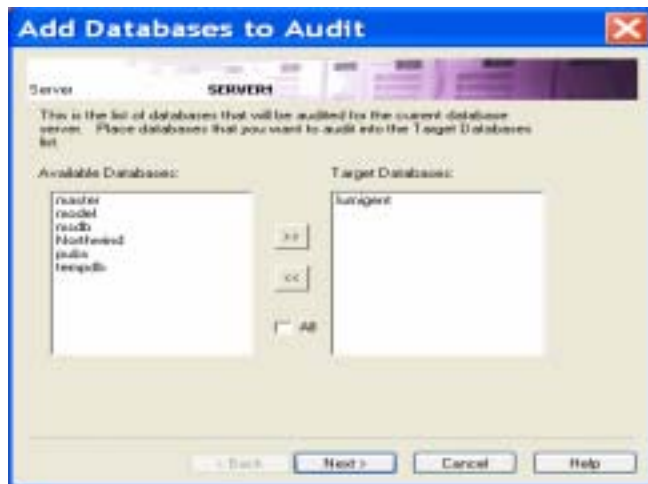 Add Databases to Audit
Server SERVER1
This is the list of databases that will be audited for the current database
server. Place databases that you want to audit into the Target Databases
list.
Available Databases: Target Databases:
master
model
msdb
Northwind
pubs
tempdb
lumigent
>>
<<
All
< Back Next > Cancel Help